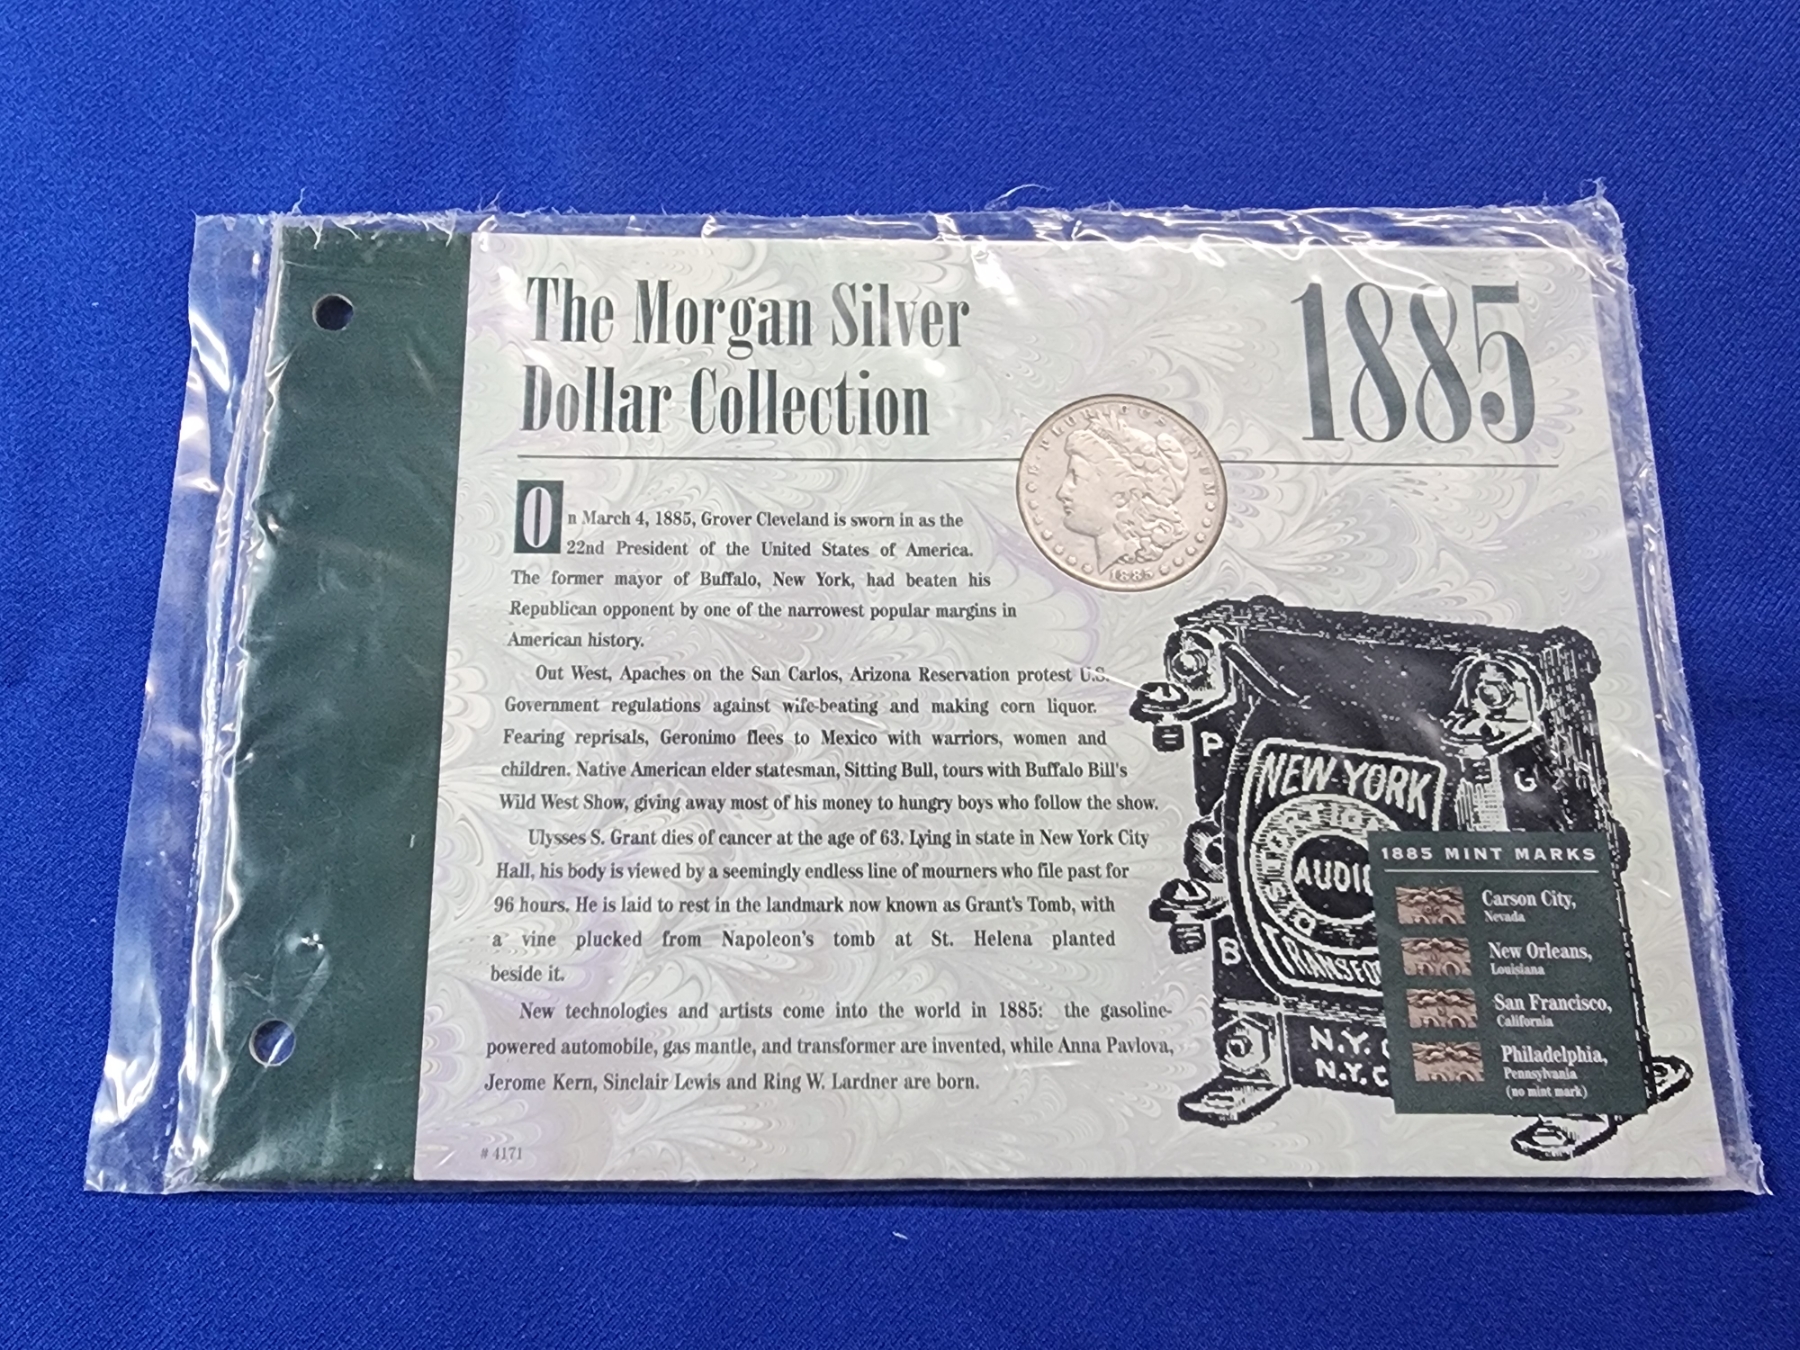 The Morgan Silver
Dollar Collection
1885
E PLURIBUS UNUM
1885
On March 4, 1885, Grover Cleveland is sworn in as the
22nd President of the United States of America.
The former mayor of Buffalo, New York, had beaten his
Republican opponent by one of the narrowest popular margins in
American history.
Out West, Apaches on the San Carlos, Arizona Reservation protest U.S.
Government regulations against wife-beating and making corn liquor.
Fearing reprisals, Geronimo flees to Mexico with warriors, women and
children. Native American elder statesman, Sitting Bull, tours with Buffalo Bill's
Wild West Show, giving away most of his money to hungry boys who follow the show.
Ulysses S. Grant dies of cancer at the age of 63. Lying in state in New York City
Hall, his body is viewed by a seemingly endless line of mourners who file past for
96 hours. He is laid to rest in the landmark now known as Grant's Tomb, with
a vine plucked from Napoleon's tomb at St. Helena planted
beside it.
New technologies and artists come into the world in 1885: the gasoline-
powered automobile, gas mantle, and transformer are invented, while Anna Pavlova,
Jerome Kern, Sinclair Lewis and Ring W. Lardner are born.
# 4171
P
G
NEW YORK
AUDIO
B
TRANSFO
N.Y.
N.Y.C
1885 MINT MARKS
Carson City,
Nevada
New Orleans,
Louisiana
San Francisco,
California
Philadelphia,
Pennsylvania
(no mint mark)